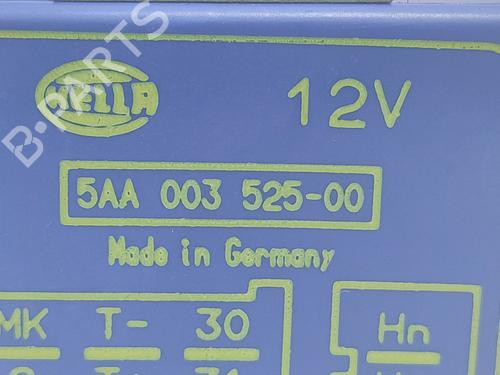 HELLA
12V
5AA 003 525-00
Made in Germany
MK T- 30 Hn
B-PARTS